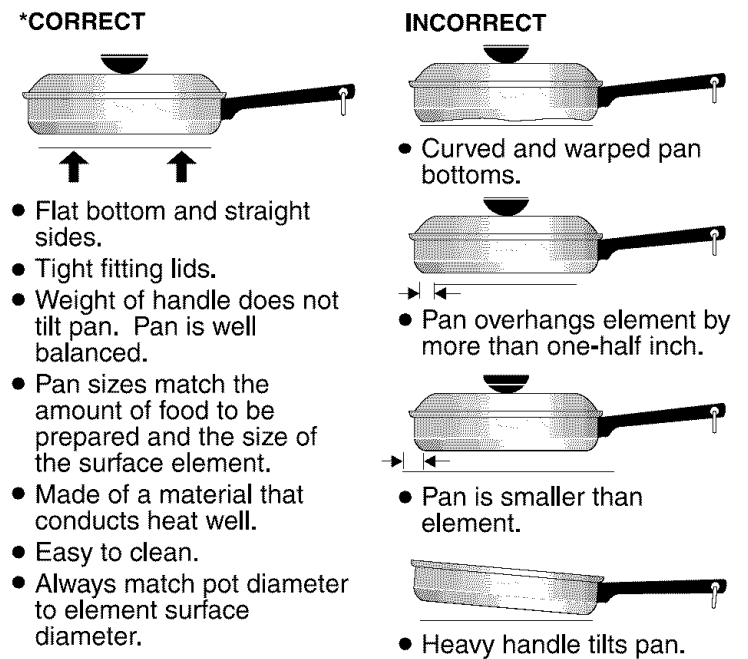 *CORRECT
● Flat bottom and straight
sides.
● Tight fitting lids.
● Weight of handle does not
tilt pan.  Pan is well
balanced.
● Pan sizes match the
amount of food to be
prepared and the size of
the surface element.
● Made of a material that
conducts heat well.
● Easy to clean.
● Always match pot diameter
to element surface
diameter.
INCORRECT
● Curved and warped pan
bottoms.
● Pan overhangs element by
more than one-half inch.
● Pan is smaller than
element.
● Heavy handle tilts pan.